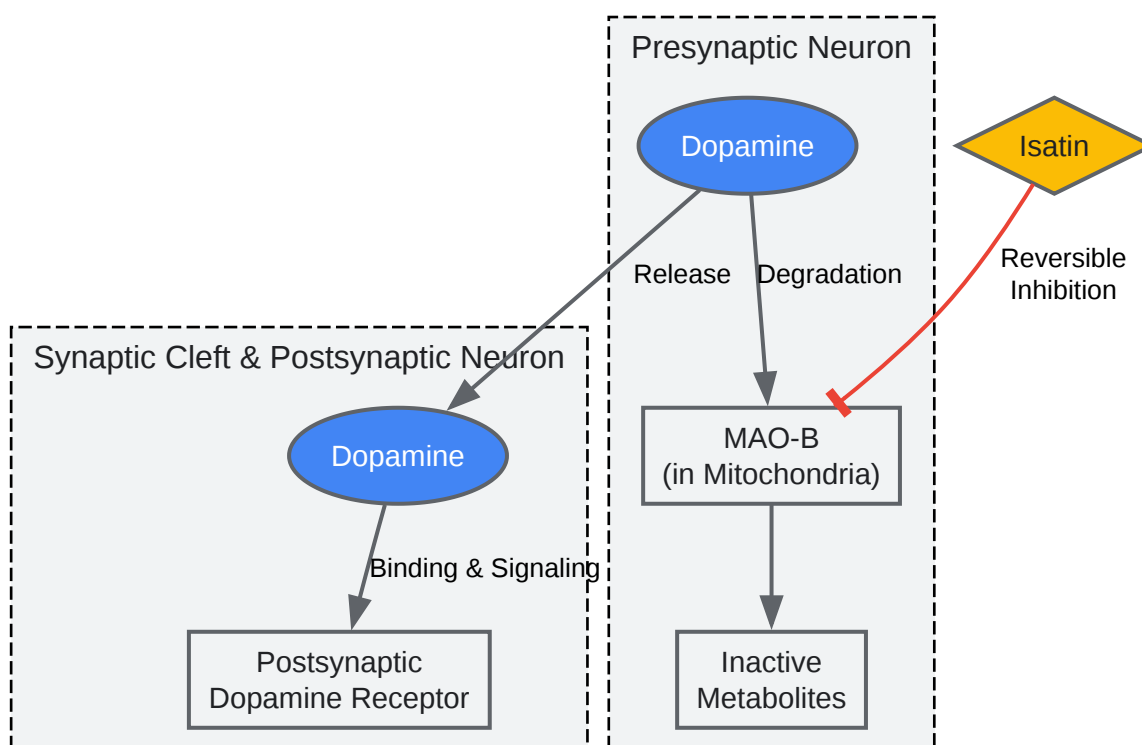 Presynaptic Neuron
Dopamine
Isatin
Release
Degradation
Reversible
Inhibition
Synaptic Cleft & Postsynaptic Neuron
Dopamine
MAO-B
(in Mitochondria)
Binding & Signaling
Postsynaptic
Dopamine Receptor
Inactive
Metabolites